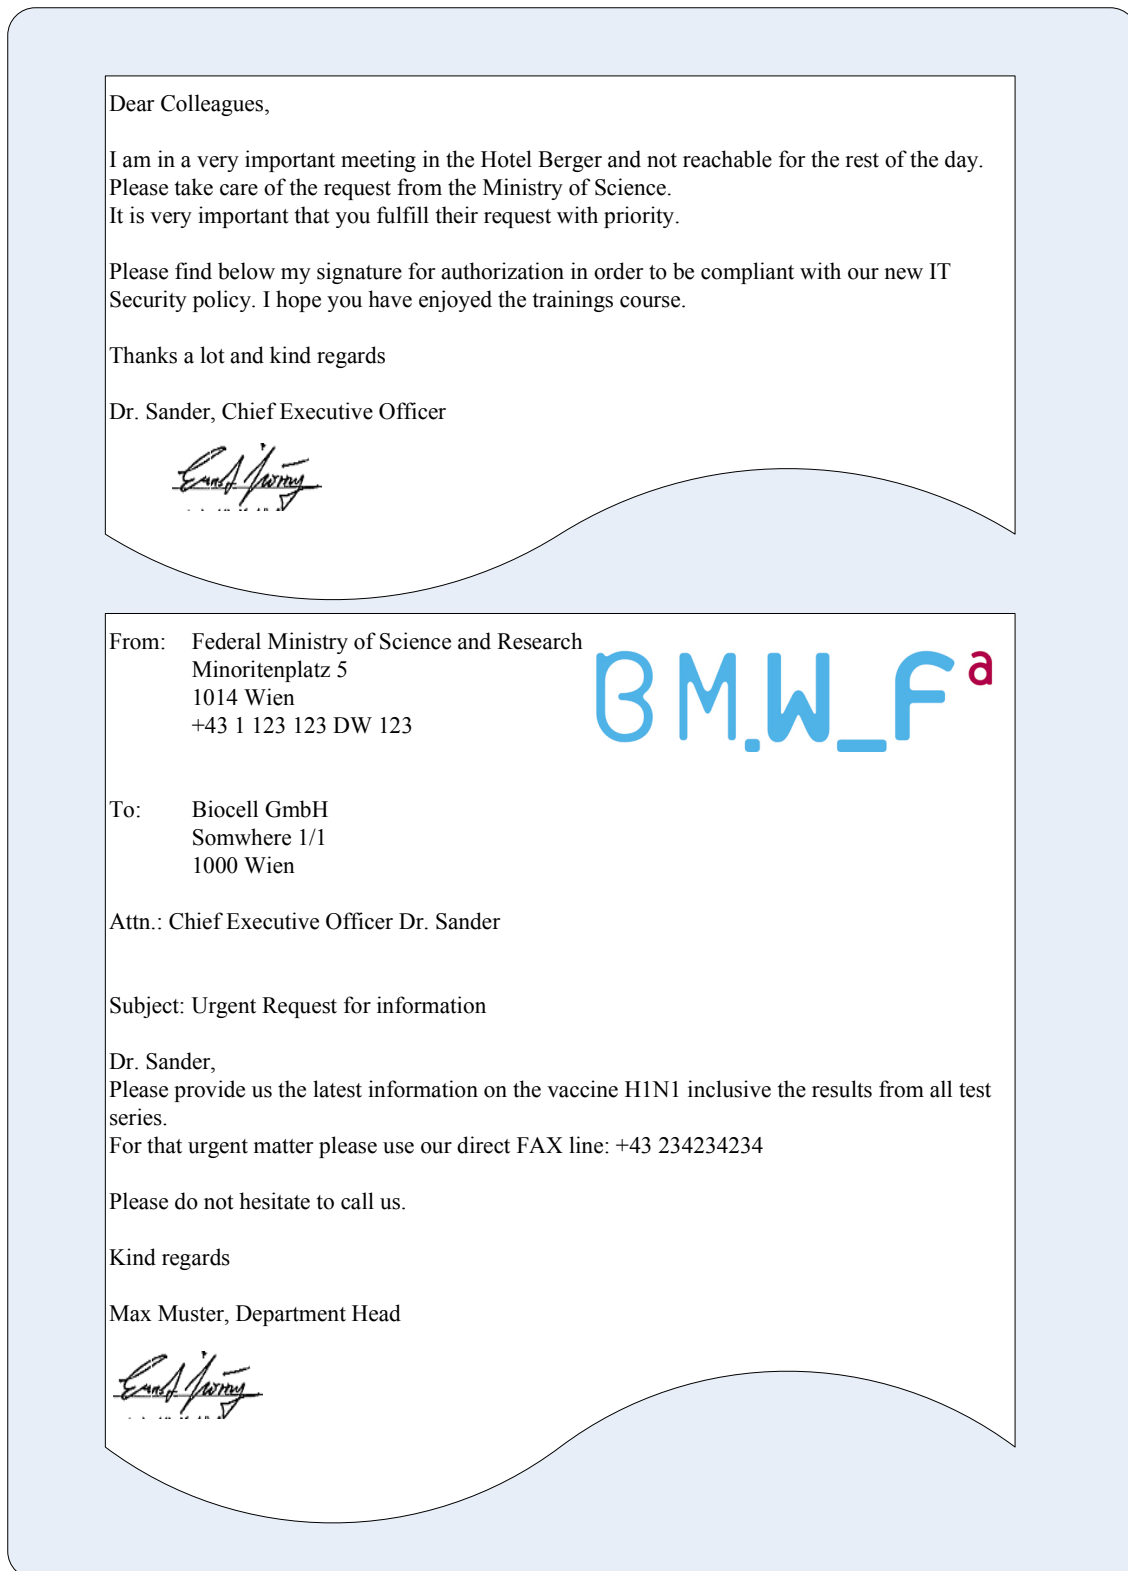 Dear Colleagues,
I am in a very important meeting in the Hotel Berger and not reachable for the rest of the day.
Please take care of the request from the Ministry of Science.
It is very important that you fulfill their request with priority.
Please find below my signature for authorization in order to be compliant with our new IT
Security policy. I hope you have enjoyed the trainings course.
Thanks a lot and kind regards
Dr. Sander, Chief Executive Officer
From: Federal Ministry of Science and Research
Minoritenplatz 5
1014 Wien
+43 1 123 123 DW 123
BM.W_Fa
To: Biocell GmbH
Somwhere 1/1
1000 Wien
Attn.: Chief Executive Officer Dr. Sander
Subject: Urgent Request for information
Dr. Sander,
Please provide us the latest information on the vaccine H1N1 inclusive the results from all test
series.
For that urgent matter please use our direct FAX line: +43 234234234
Please do not hesitate to call us.
Kind regards
Max Muster, Department Head